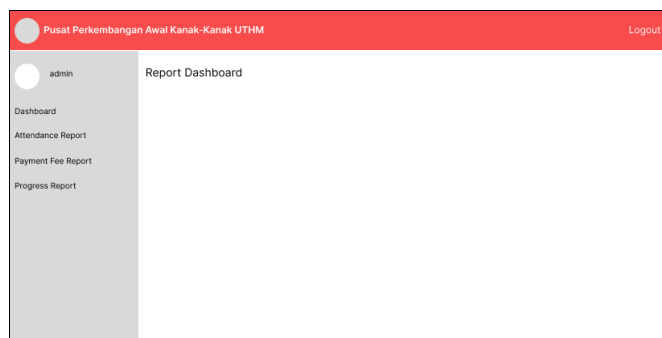 Pusat Perkembangan Awal Kanak-Kanak UTHM
Logout
admin
Report Dashboard
Dashboard
Attendance Report
Payment Fee Report
Progress Report